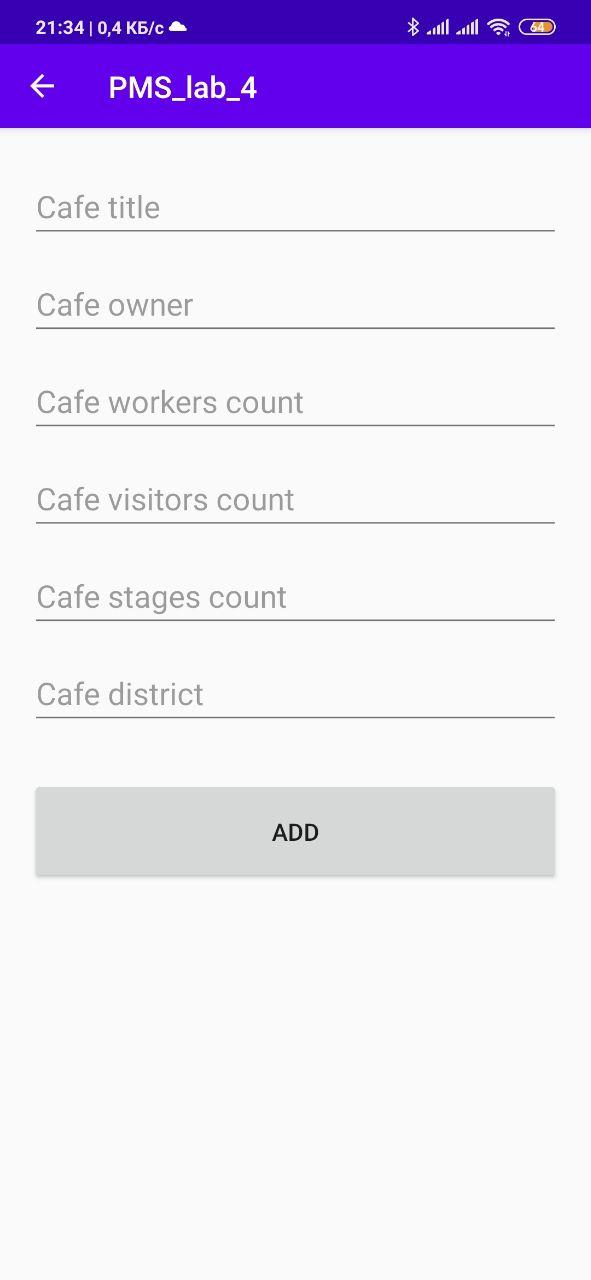 21:34 | 0,4 КБ/с 64
PMS_lab_4
Cafe title
Cafe owner
Cafe workers count
Cafe visitors count
Cafe stages count
Cafe district
ADD